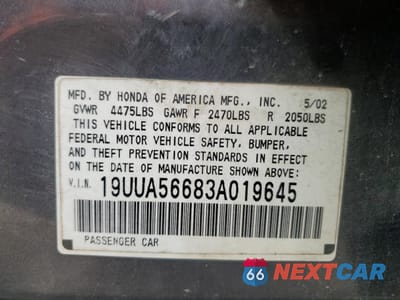 MFD. BY HONDA OF AMERICA MFG., INC. 5/02
GVWR 4475LBS GAWR F 2470LBS R 2050LBS
THIS VEHICLE CONFORMS TO ALL APPLICABLE
FEDERAL MOTOR VEHICLE SAFETY, BUMPER,
AND THEFT PREVENTION STANDARDS IN EFFECT
ON THE DATE OF MANUFACTURE SHOWN ABOVE:
V.I.N. 19UUA56683A019645
PASSENGER CAR
66 NEXTCAR